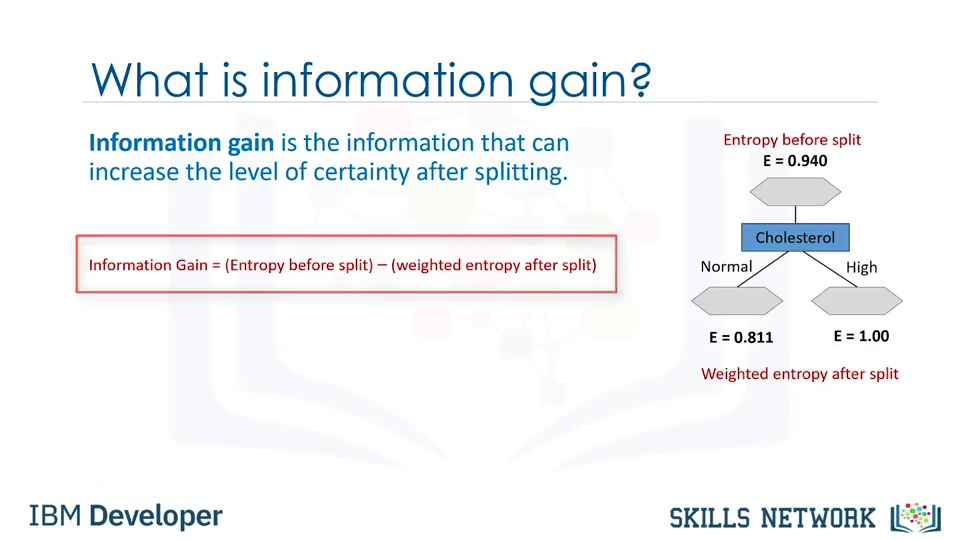 What is information gain?
Information gain is the information that can
increase the level of certainty after splitting.
Information Gain = (Entropy before split) – (weighted entropy after split)
Entropy before split
E = 0.940
Cholesterol
Normal
High
E = 0.811
E = 1.00
Weighted entropy after split
IBM Developer
SKILLS NETWORK